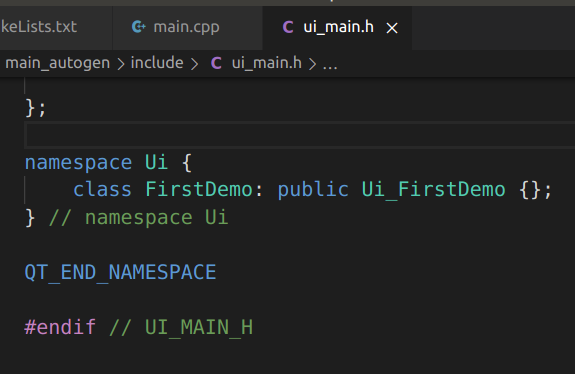 keLists.txt main.cpp C ui_main.h ×
main_autogen > include > C ui_main.h > ...
};
namespace Ui {
    class FirstDemo: public Ui_FirstDemo {};
} // namespace Ui
QT_END_NAMESPACE
#endif // UI_MAIN_H